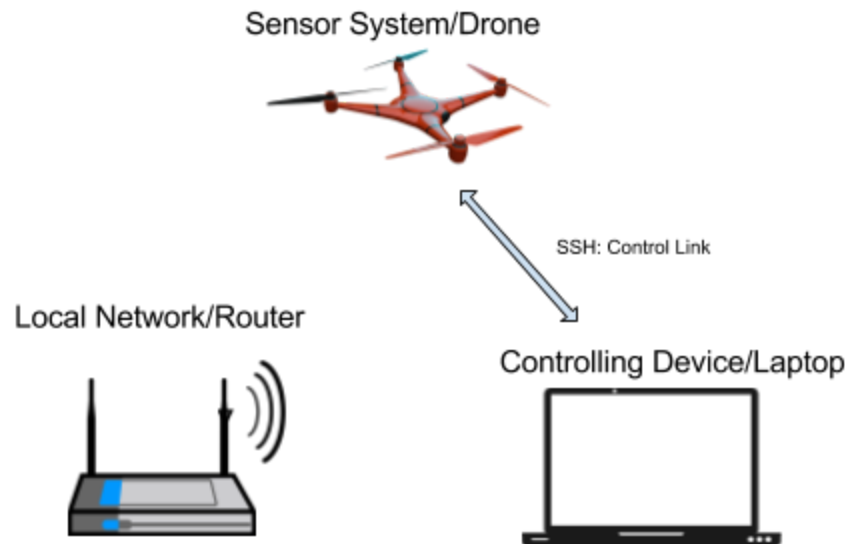 Sensor System/Drone
SSH: Control Link
Local Network/Router
Controlling Device/Laptop